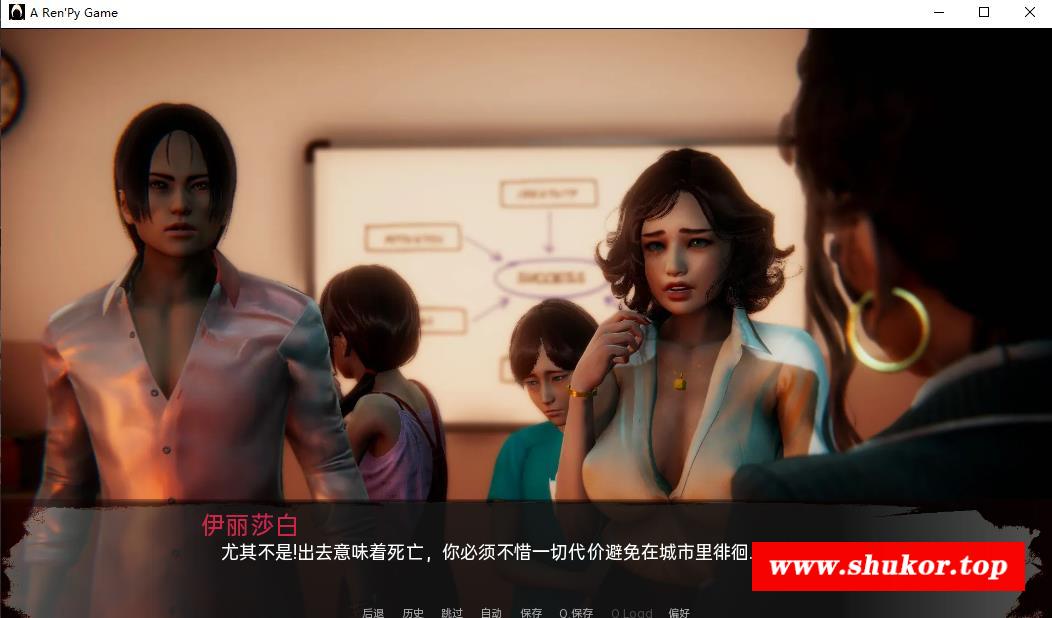 A Ren'Py Game
伊丽莎白
尤其不是!出去意味着死亡，你必须不惜一切代价避免在城市里徘徊.
www.shukor.top
后退 历史 跳过 自动 保存 Q.保存 Q.Load 偏好